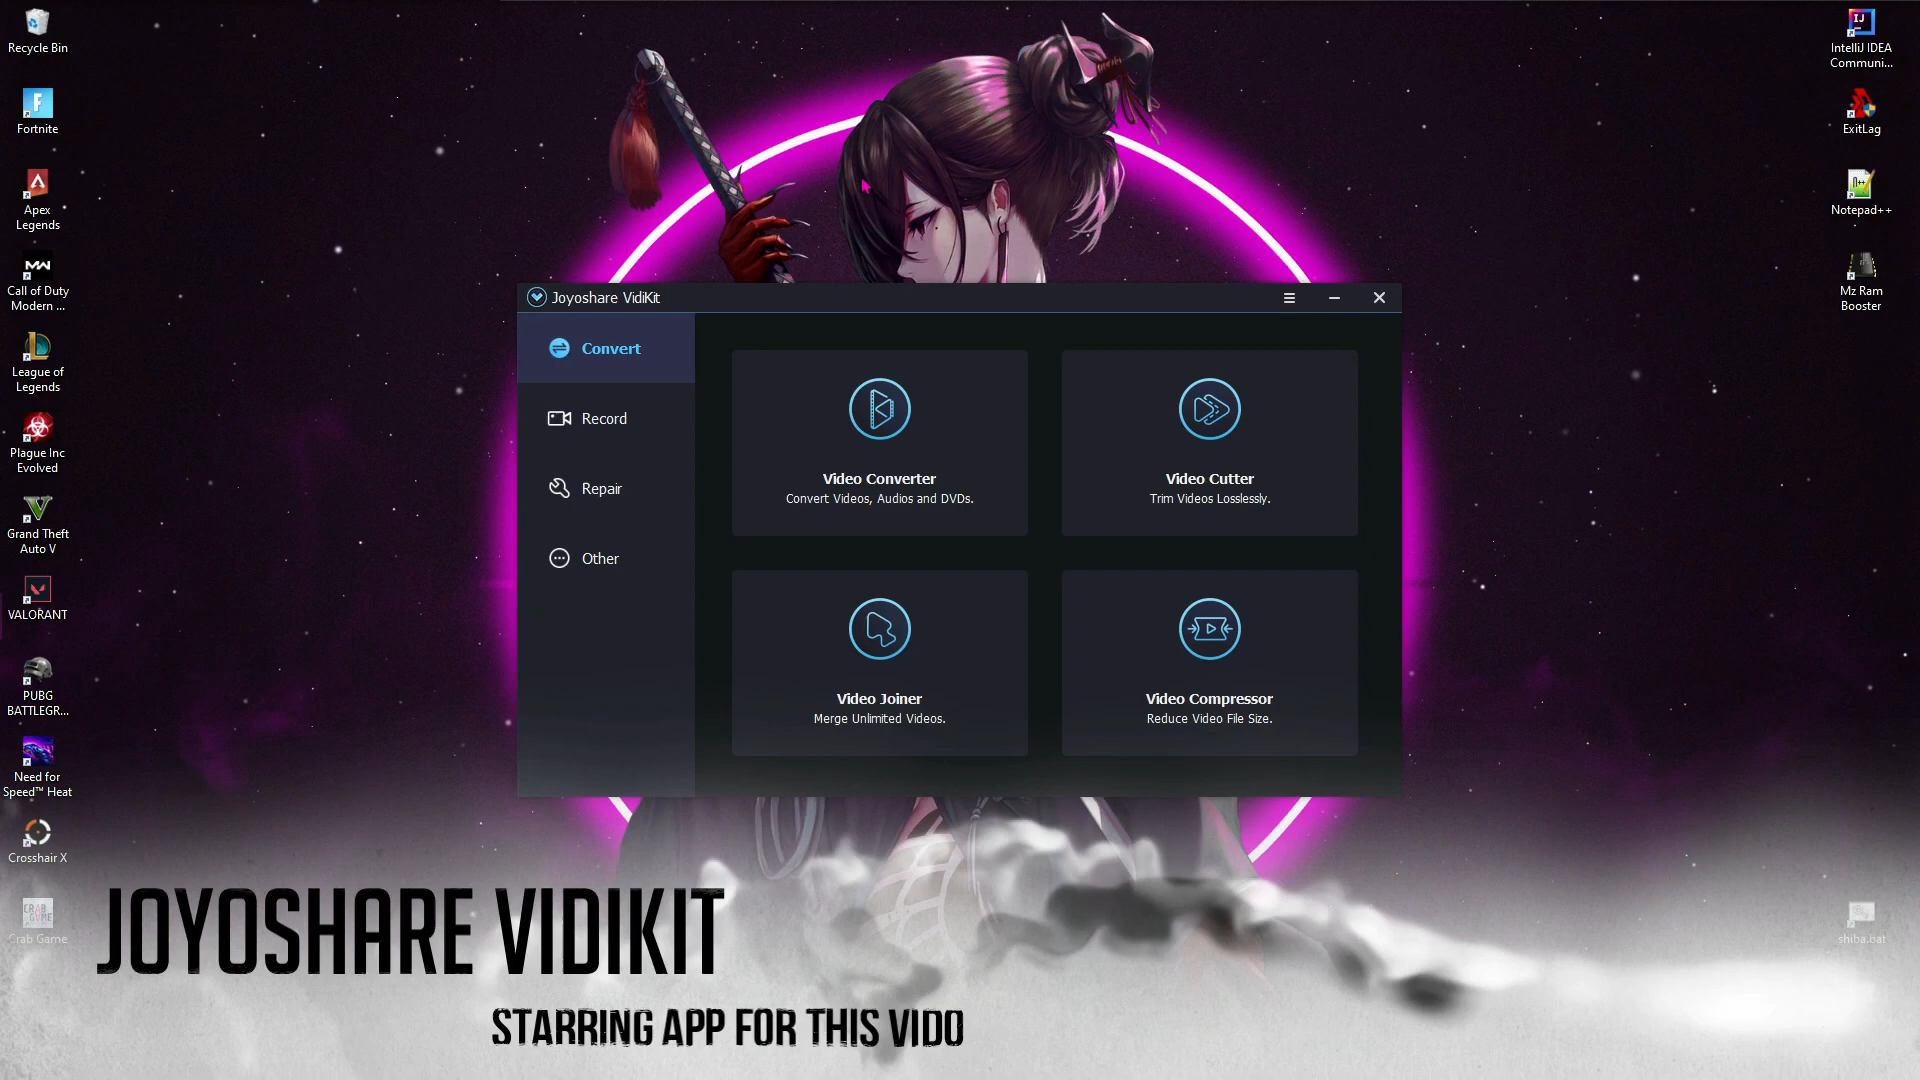 Recycle Bin
Fortnite
Apex
Legends
Call of Duty
Modern ...
League of
Legends
Plague Inc
Evolved
Grand Theft
Auto V
VALORANT
PUBG
BATTLEGR...
Need for
Speed™ Heat
Crosshair X
Crab Game
Joyoshare VidiKit
Convert
Record
Repair
Other
Video Converter
Convert Videos, Audios and DVDs.
Video Cutter
Trim Videos Losslessly.
Video Joiner
Merge Unlimited Videos.
Video Compressor
Reduce Video File Size.
IntelliJ IDEA
Communi...
ExitLag
Notepad++
Mz Ram
Booster
shiba.bat
JOYOSHARE VIDIKIT
STARRING APP FOR THIS VIDO